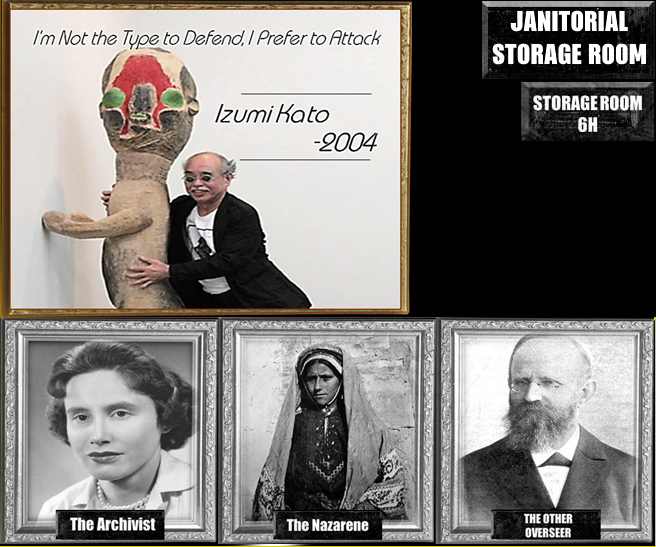 I'm Not the Type to Defend, I Prefer to Attack
Izumi Kato
-2004
JANITORIAL
STORAGE ROOM
STORAGE ROOM
6H
The Archivist
The Nazarene
THE OTHER
OVERSEER